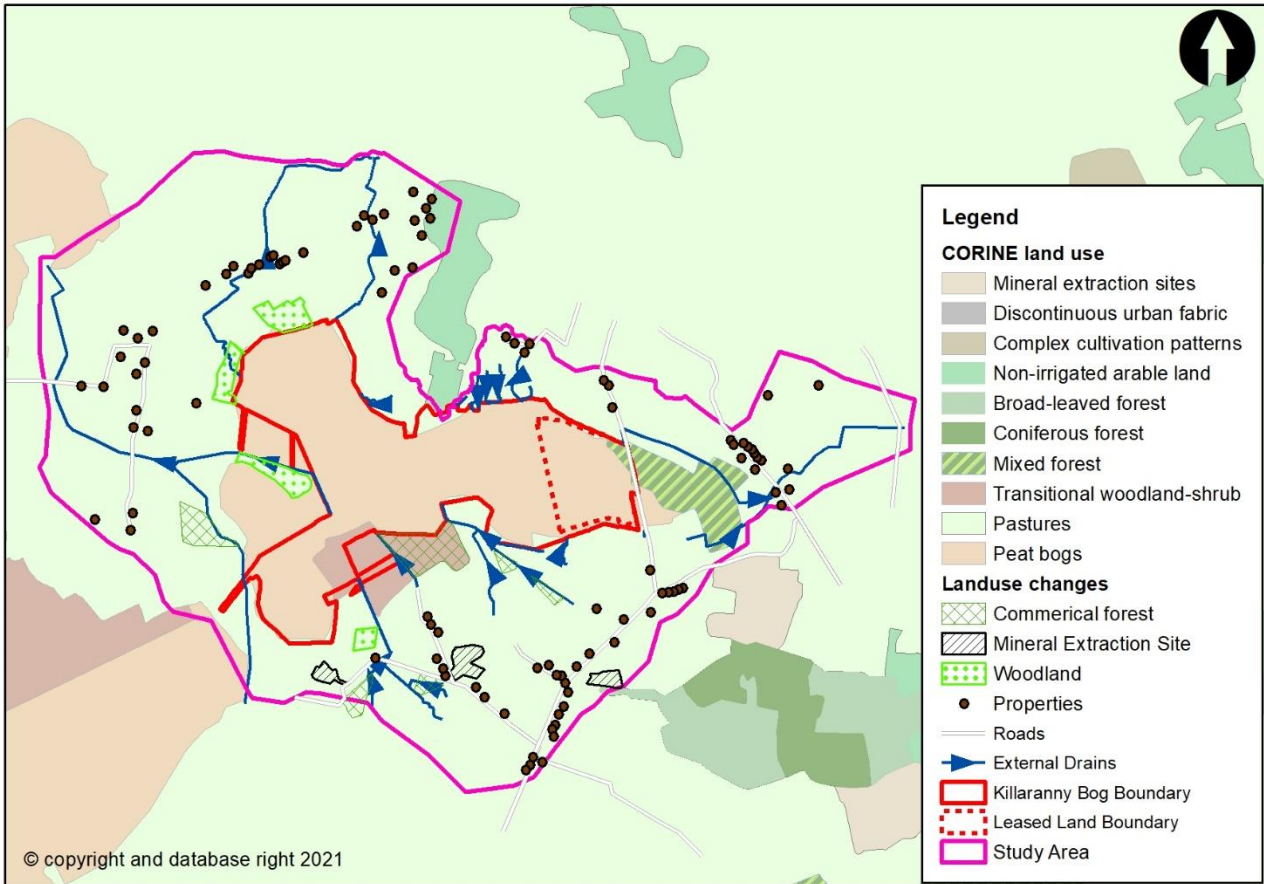 Legend
CORINE land use
Mineral extraction sites
Discontinuous urban fabric
Complex cultivation patterns
Non-irrigated arable land
Broad-leaved forest
Coniferous forest
Mixed forest
Transitional woodland-shrub
Pastures
Peat bogs
Landuse changes
Commerical forest
Mineral Extraction Site
Woodland
Properties
Roads
External Drains
Killaranny Bog Boundary
Leased Land Boundary
Study Area
© copyright and database right 2021